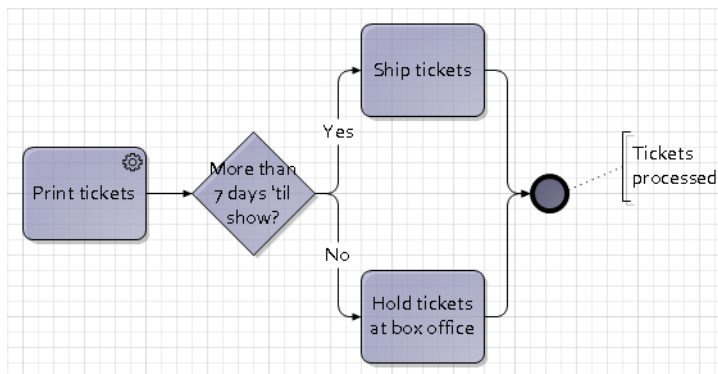 Print tickets
More than
7 days 'til
show?
Yes
Ship tickets
No
Hold tickets
at box office
Tickets
processed